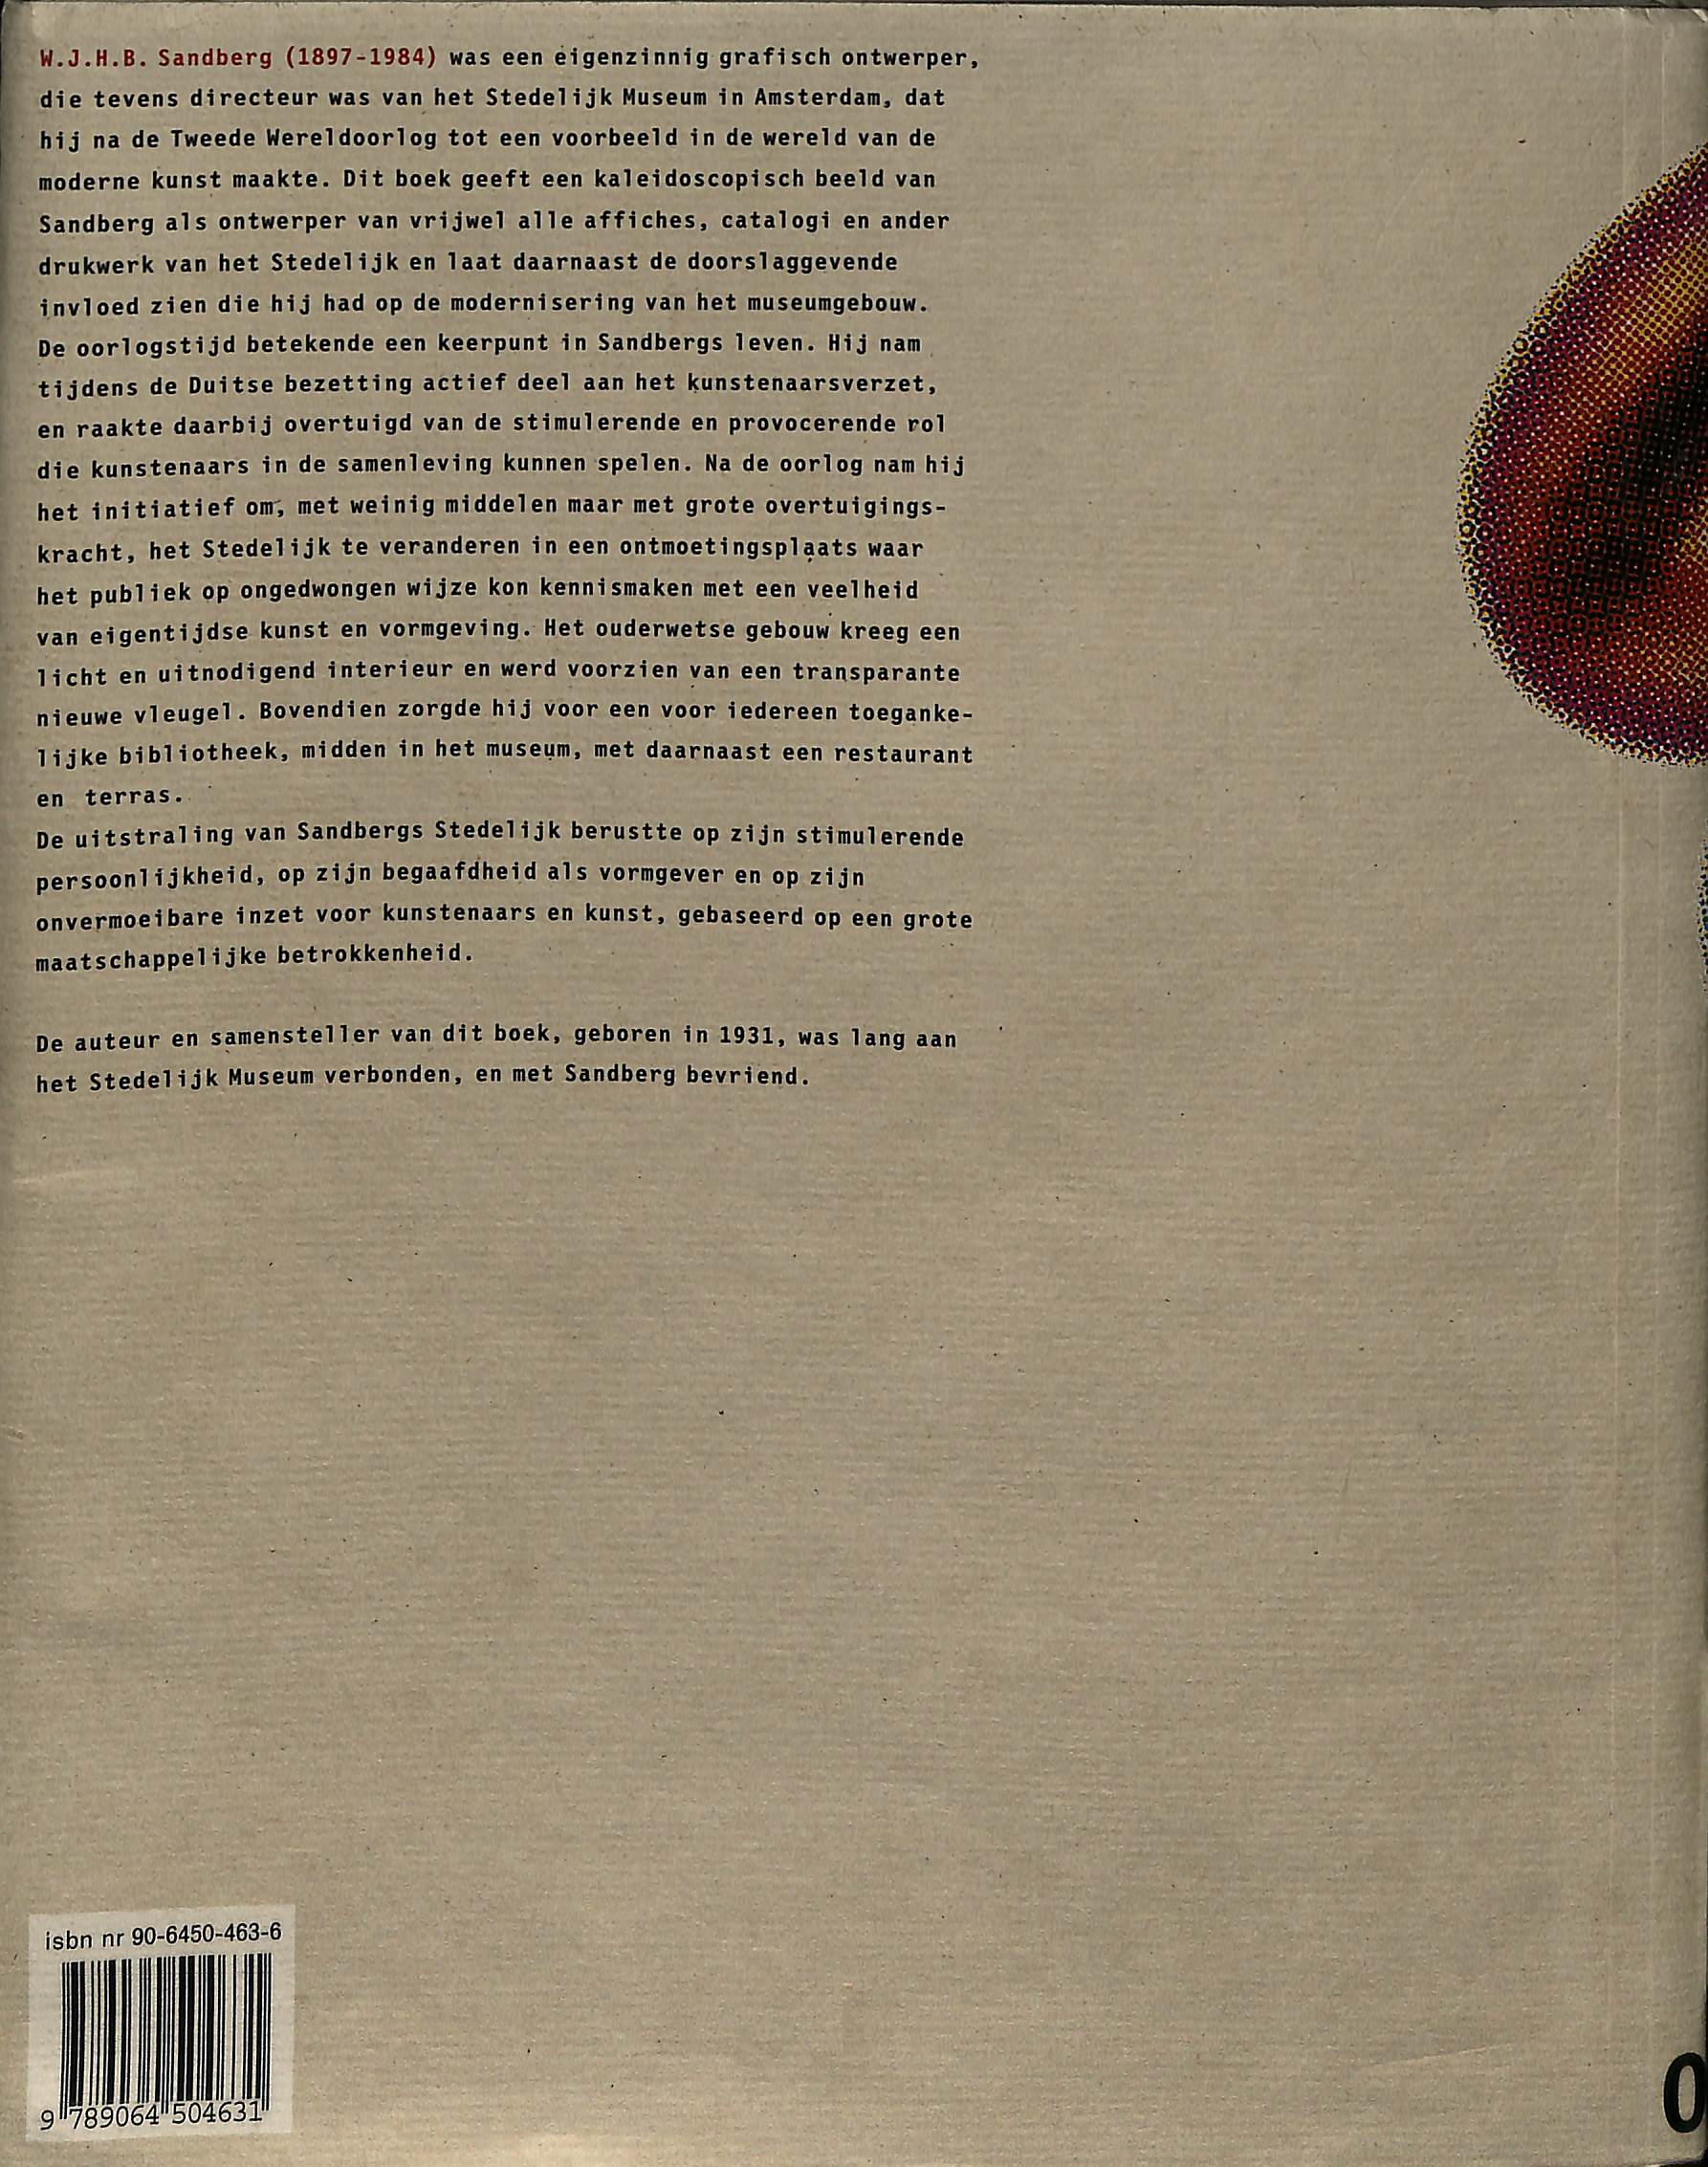 W.J.H.B. Sandberg (1897-1984) was een eigenzinnig grafisch ontwerper,
die tevens directeur was van het Stedelijk Museum in Amsterdam, dat
hij na de Tweede Wereldoorlog tot een voorbeeld in de wereld van de
moderne kunst maakte. Dit boek geeft een kaleidoscopisch beeld van
Sandberg als ontwerper van vrijwel alle affiches, catalogi en ander
drukwerk van het Stedelijk en laat daarnaast de doorslaggevende
invloed zien die hij had op de modernisering van het museumgebouw.
De oorlogstijd betekende een keerpunt in Sandbergs leven. Hij nam
tijdens de Duitse bezetting actief deel aan het kunstenaarsverzet,
en raakte daarbij overtuigd van de stimulerende en provocerende rol
die kunstenaars in de samenleving kunnen spelen. Na de oorlog nam hij
het initiatief om, met weinig middelen maar met grote overtuigings-
kracht, het Stedelijk te veranderen in een ontmoetingsplaats waar
het publiek op ongedwongen wijze kon kennismaken met een veelheid
van eigentijdse kunst en vormgeving. Het ouderwetse gebouw kreeg een
licht en uitnodigend interieur en werd voorzien van een transparante
nieuwe vleugel. Bovendien zorgde hij voor een voor iedereen toeganke-
lijke bibliotheek, midden in het museum, met daarnaast een restaurant
en terras.
De uitstraling van Sandbergs Stedelijk berustte op zijn stimulerende
persoonlijkheid, op zijn begaafdheid als vormgever en op zijn
onvermoeibare inzet voor kunstenaars en kunst, gebaseerd op een grote
maatschappelijke betrokkenheid.
De auteur en samensteller van dit boek, geboren in 1931, was lang aan
het Stedelijk Museum verbonden, en met Sandberg bevriend.
isbn nr 90-6450-463-6
9 789064 504631
0